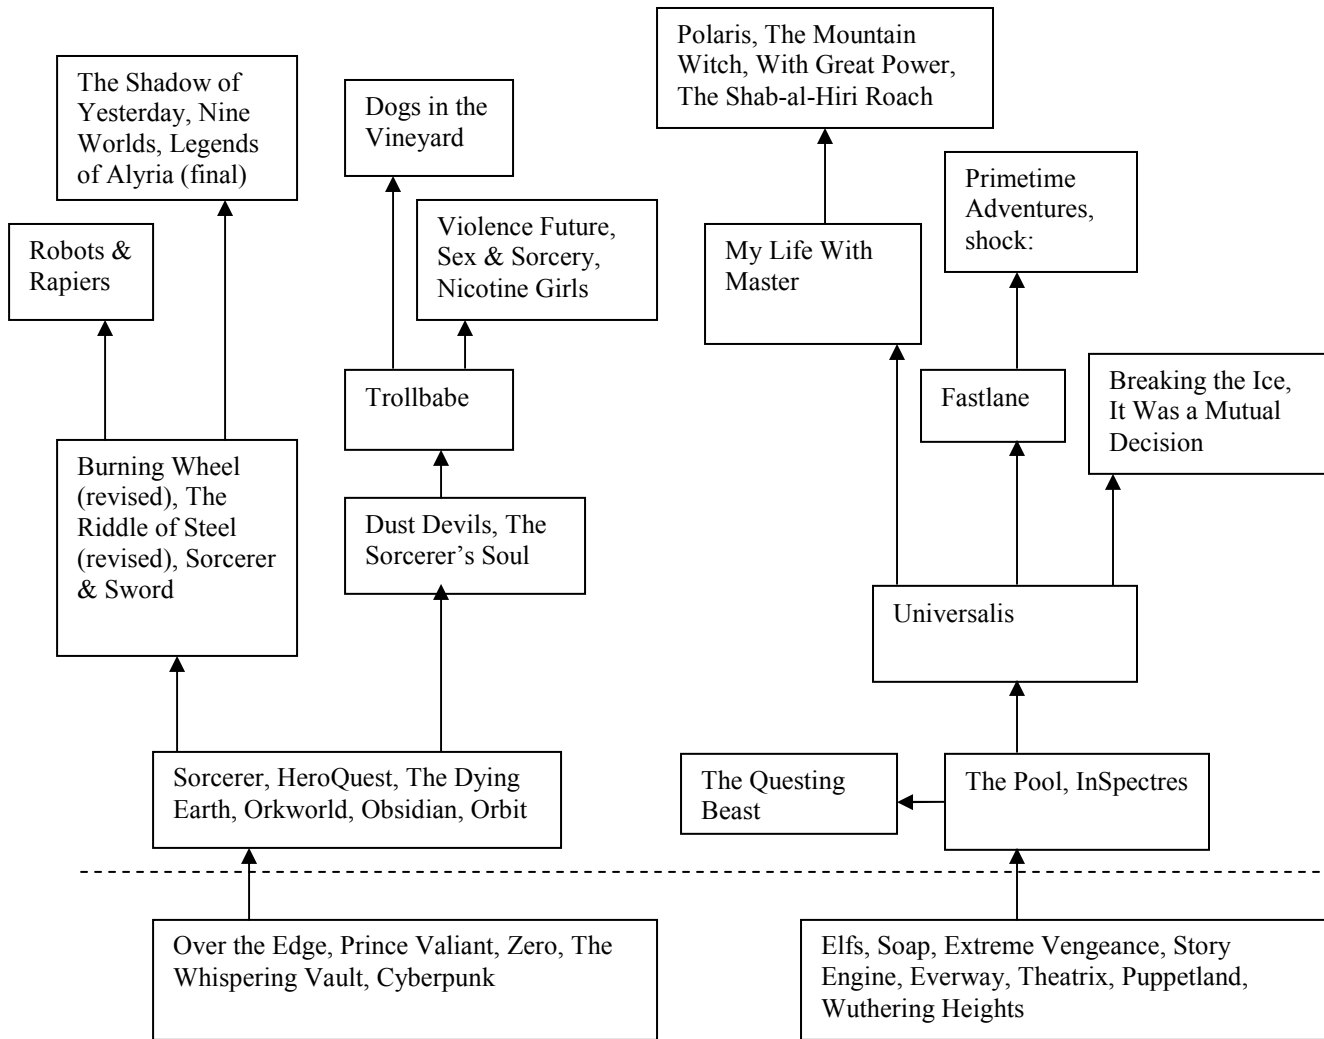 Polaris, The Mountain
Witch, With Great Power,
The Shab-al-Hiri Roach
The Shadow of
Yesterday, Nine
Worlds, Legends
of Alyria (final)
Dogs in the
Vineyard
Primetime
Adventures,
shock:
Violence Future,
Sex & Sorcery,
Nicotine Girls
Robots &
Rapiers
My Life With
Master
Breaking the Ice,
It Was a Mutual
Decision
Trollbabe
Fastlane
Burning Wheel
(revised), The
Riddle of Steel
(revised), Sorcerer
& Sword
Dust Devils, The
Sorcerer’s Soul
Universalis
Sorcerer, HeroQuest, The Dying
Earth, Orkworld, Obsidian, Orbit
The Questing
Beast
The Pool, InSpectres
Over the Edge, Prince Valiant, Zero, The
Whispering Vault, Cyberpunk
Elfs, Soap, Extreme Vengeance, Story
Engine, Everway, Theatrix, Puppetland,
Wuthering Heights